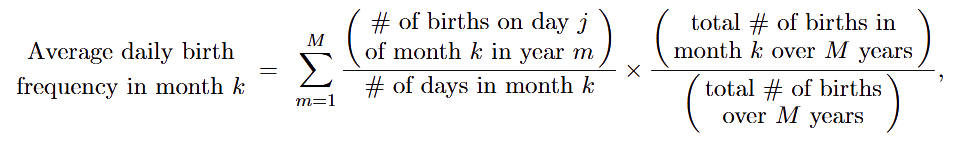 Average daily birth
frequency in month k
=
M
∑
m=1
(# of births on day j
of month k in year m)
# of days in month k
×
(total # of births in
month k over M years)
(total # of births
over M years)
,